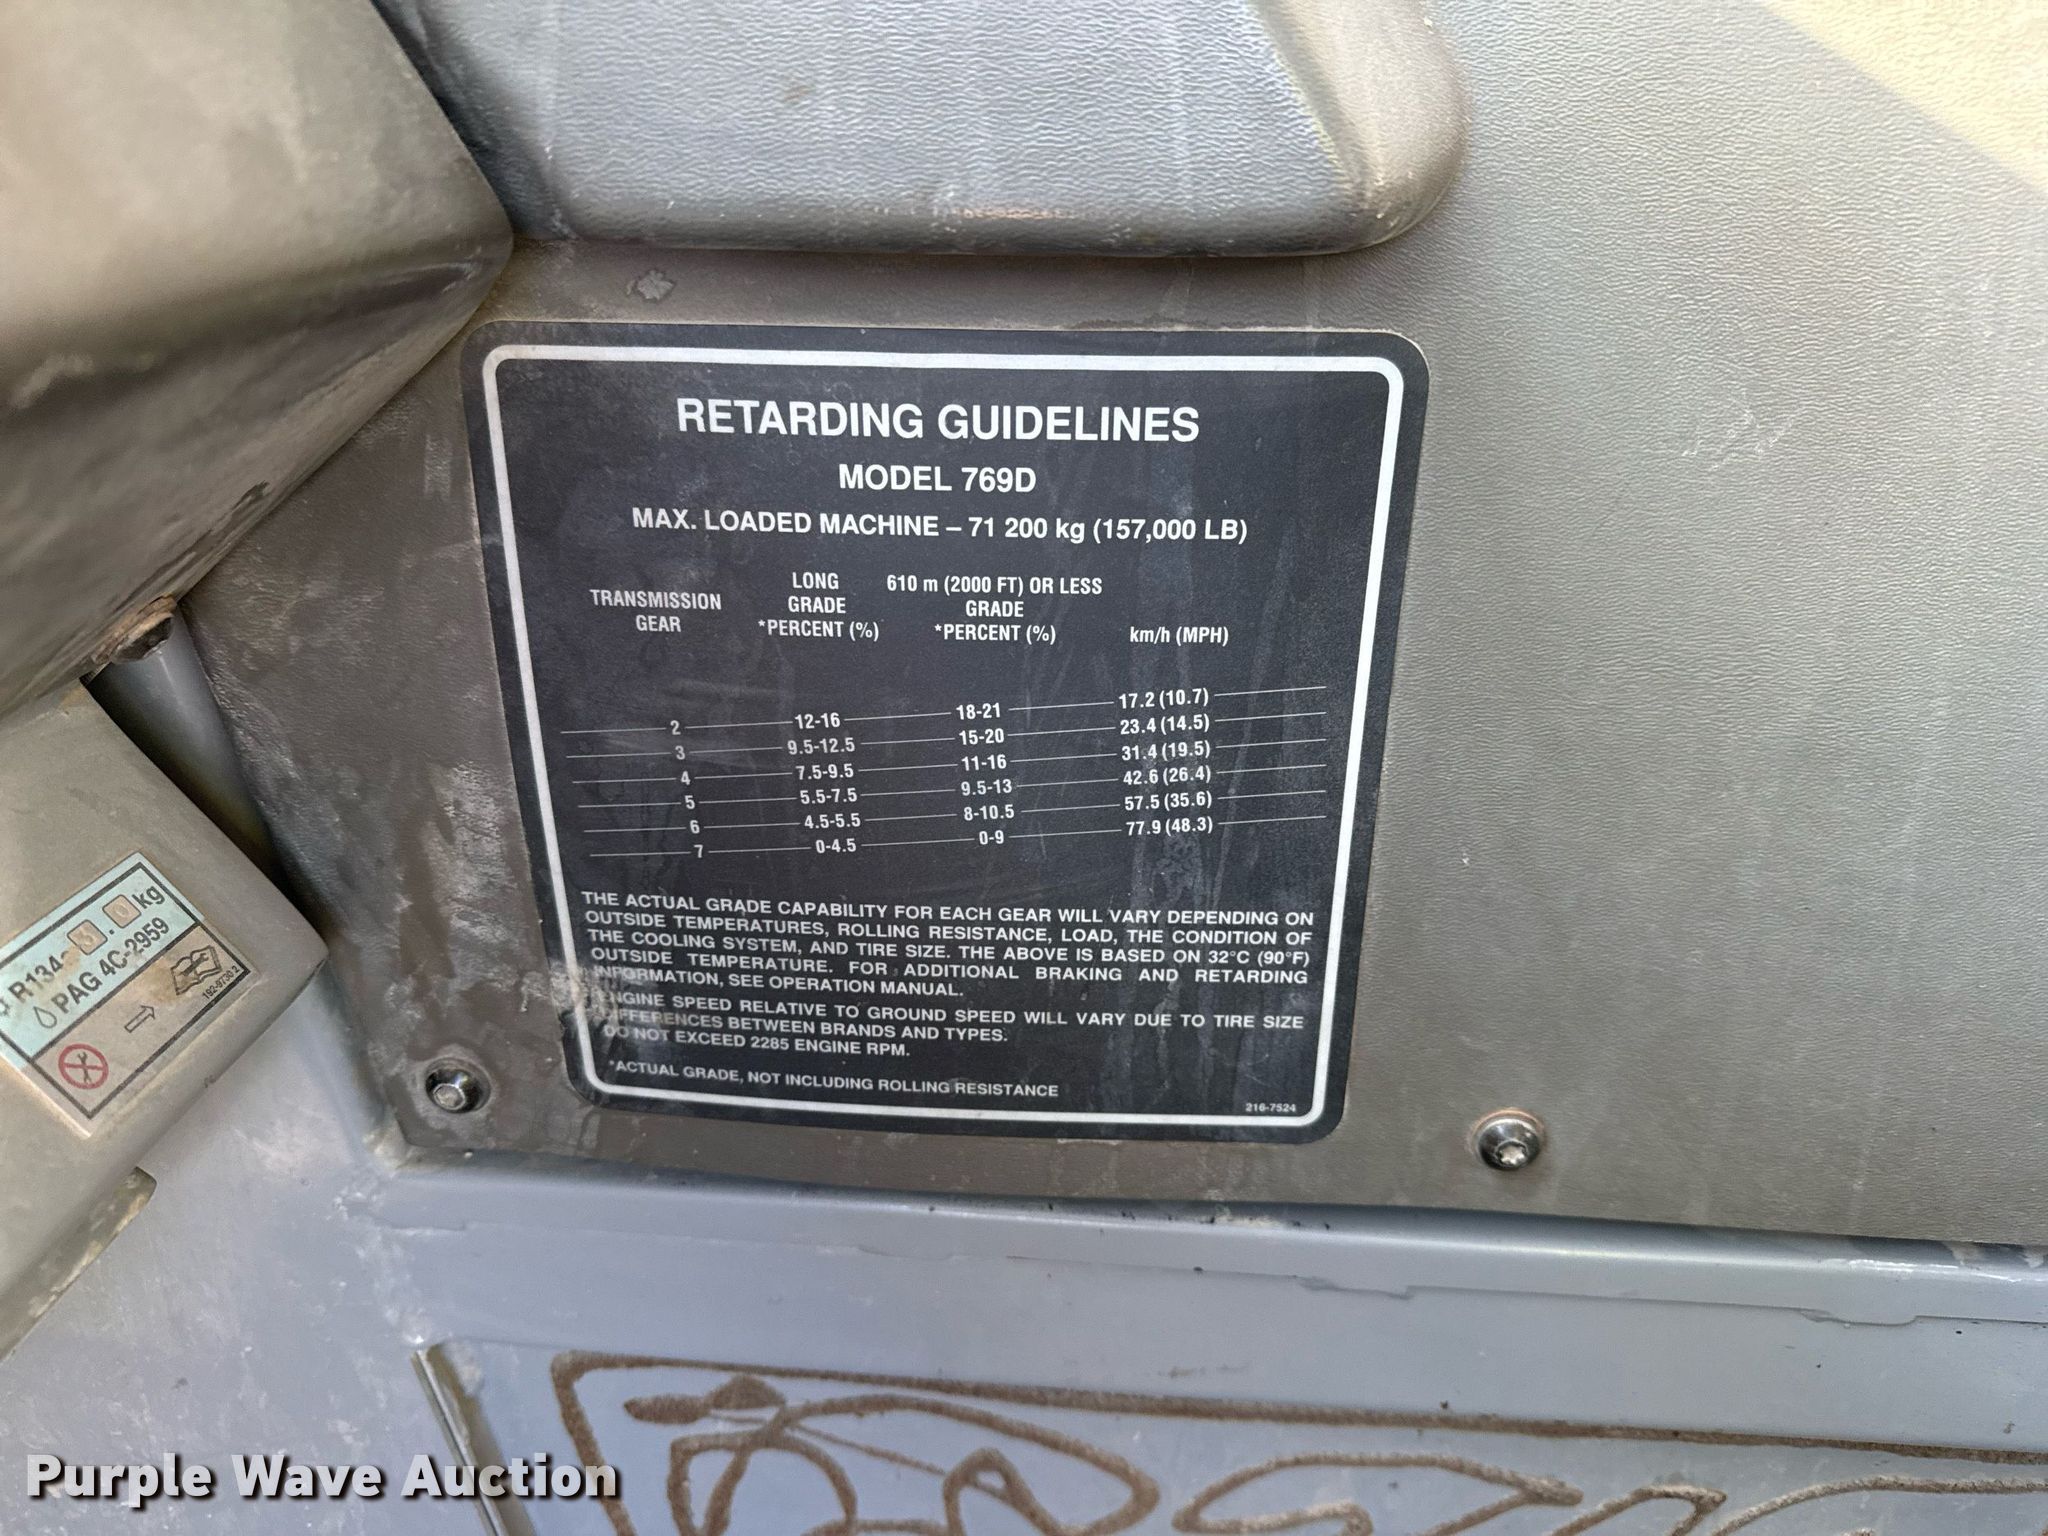 RETARDING GUIDELINES
MODEL 769D
MAX. LOADED MACHINE – 71 200 kg (157,000 LB)
TRANSMISSION GEAR LONG GRADE *PERCENT (%) 610 m (2000 FT) OR LESS GRADE *PERCENT (%) km/h (MPH)
2 12-16 18-21 17.2 (10.7)
3 9.5-12.5 15-20 23.4 (14.5)
4 7.5-9.5 11-16 31.4 (19.5)
5 5.5-7.5 9.5-13 42.6 (26.4)
6 4.5-5.5 8-10.5 57.5 (35.6)
7 0-4.5 0-9 77.9 (48.3)
THE ACTUAL GRADE CAPABILITY FOR EACH GEAR WILL VARY DEPENDING ON
OUTSIDE TEMPERATURES, ROLLING RESISTANCE, LOAD, THE CONDITION OF
THE COOLING SYSTEM, AND TIRE SIZE. THE ABOVE IS BASED ON 32°C (90°F)
OUTSIDE TEMPERATURE. FOR ADDITIONAL BRAKING AND RETARDING
INFORMATION, SEE OPERATION MANUAL.
ENGINE SPEED RELATIVE TO GROUND SPEED WILL VARY DUE TO TIRE SIZE
DIFFERENCES BETWEEN BRANDS AND TYPES.
DO NOT EXCEED 2285 ENGINE RPM.
*ACTUAL GRADE, NOT INCLUDING ROLLING RESISTANCE
216-7524
kg
PAG 4C-2959
Purple Wave Auction